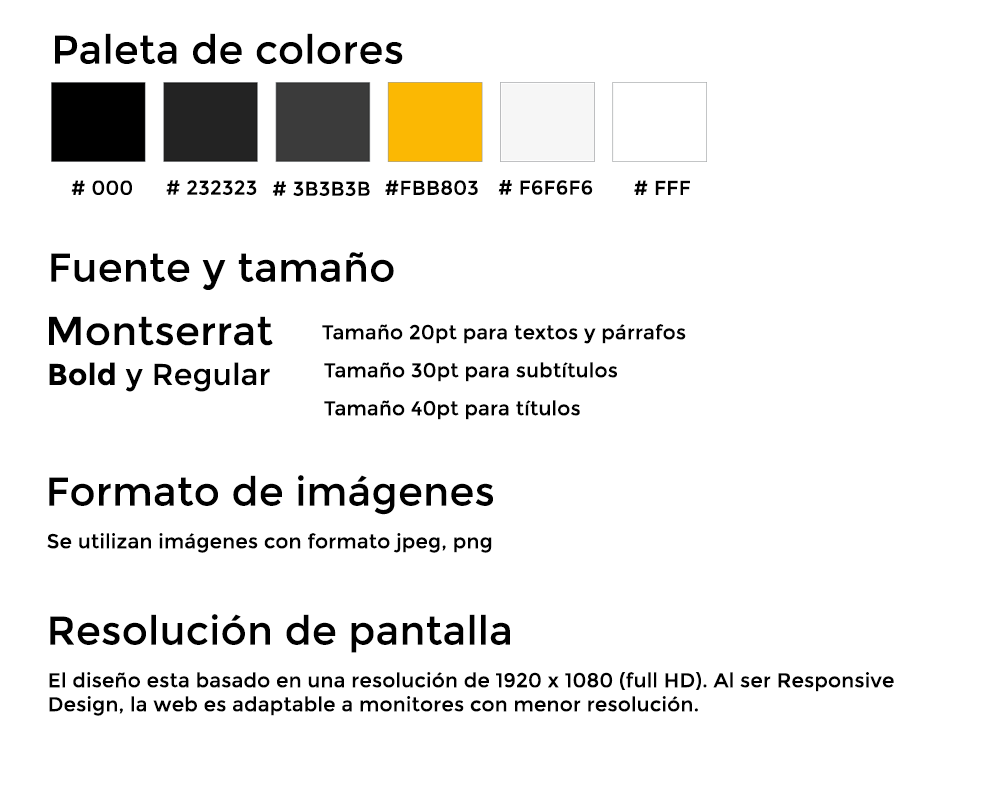 Paleta de colores
# 000 # 232323 # 3B3B3B #FBB803 # F6F6F6 # FFF
Fuente y tamaño
Montserrat
Bold y Regular
Tamaño 20pt para textos y párrafos
Tamaño 30pt para subtítulos
Tamaño 40pt para títulos
Formato de imágenes
Se utilizan imágenes con formato jpeg, png
Resolución de pantalla
El diseño esta basado en una resolución de 1920 x 1080 (full HD). Al ser Responsive
Design, la web es adaptable a monitores con menor resolución.